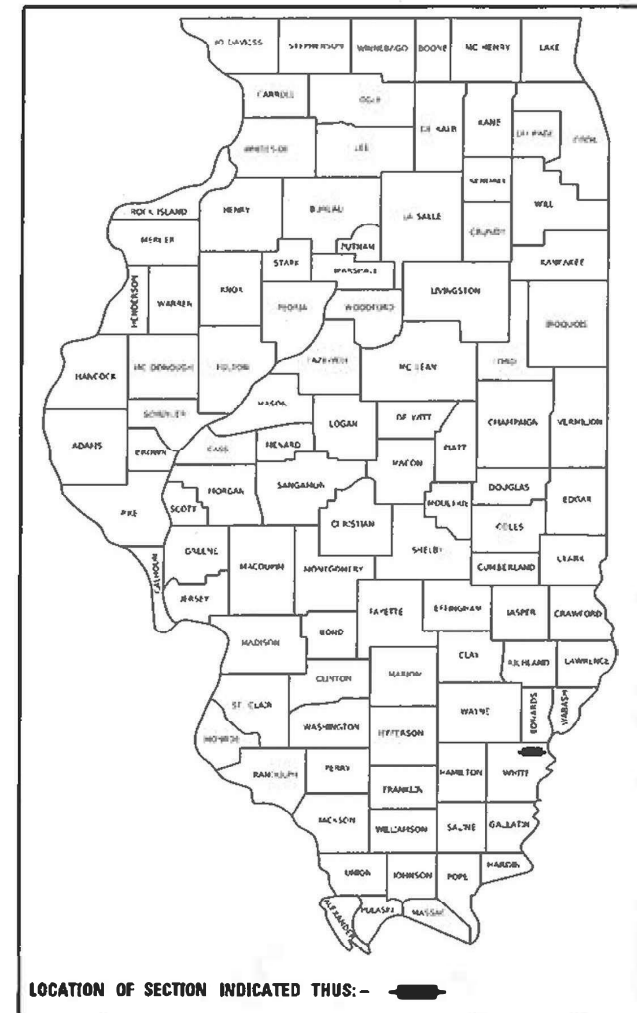 JO DAVIESS STEPHENSON WINNEBAGO BOONE MC HENRY LAKE
CARROLL OGLE DE KALB KANE DU PAGE COOK
WHITESIDE LEE
KENDALL WILL
ROCK ISLAND HENRY BUREAU LA SALLE GRUNDY
MERCER PUTNAM
STARK MARSHALL KANKAKEE
HENDERSON WARREN KNOX PEORIA WOODFORD LIVINGSTON IROQUOIS
HANCOCK MC DONOUGH FULTON TAZEWELL MC LEAN FORD
SCHUYLER MASON
LOGAN DE WITT CHAMPAIGN VERMILION
ADAMS BROWN CASS MENARD PIATT
MACON
PIKE SCOTT MORGAN SANGAMON MOULTRIE DOUGLAS EDGAR
CHRISTIAN COLES
CALHOUN GREENE MACOUPIN MONTGOMERY SHELBY CUMBERLAND CLARK
JERSEY FAYETTE EFFINGHAM JASPER CRAWFORD
MADISON BOND
CLAY RICHLAND LAWRENCE
CLINTON MARION
ST. CLAIR WAYNE EDWARDS WABASH
WASHINGTON JEFFERSON
MONROE
RANDOLPH PERRY HAMILTON WHITE
FRANKLIN
JACKSON WILLIAMSON SALINE GALLATIN
UNION JOHNSON POPE HARDIN
ALEXANDER PULASKI MASSAC
LOCATION OF SECTION INDICATED THUS:-